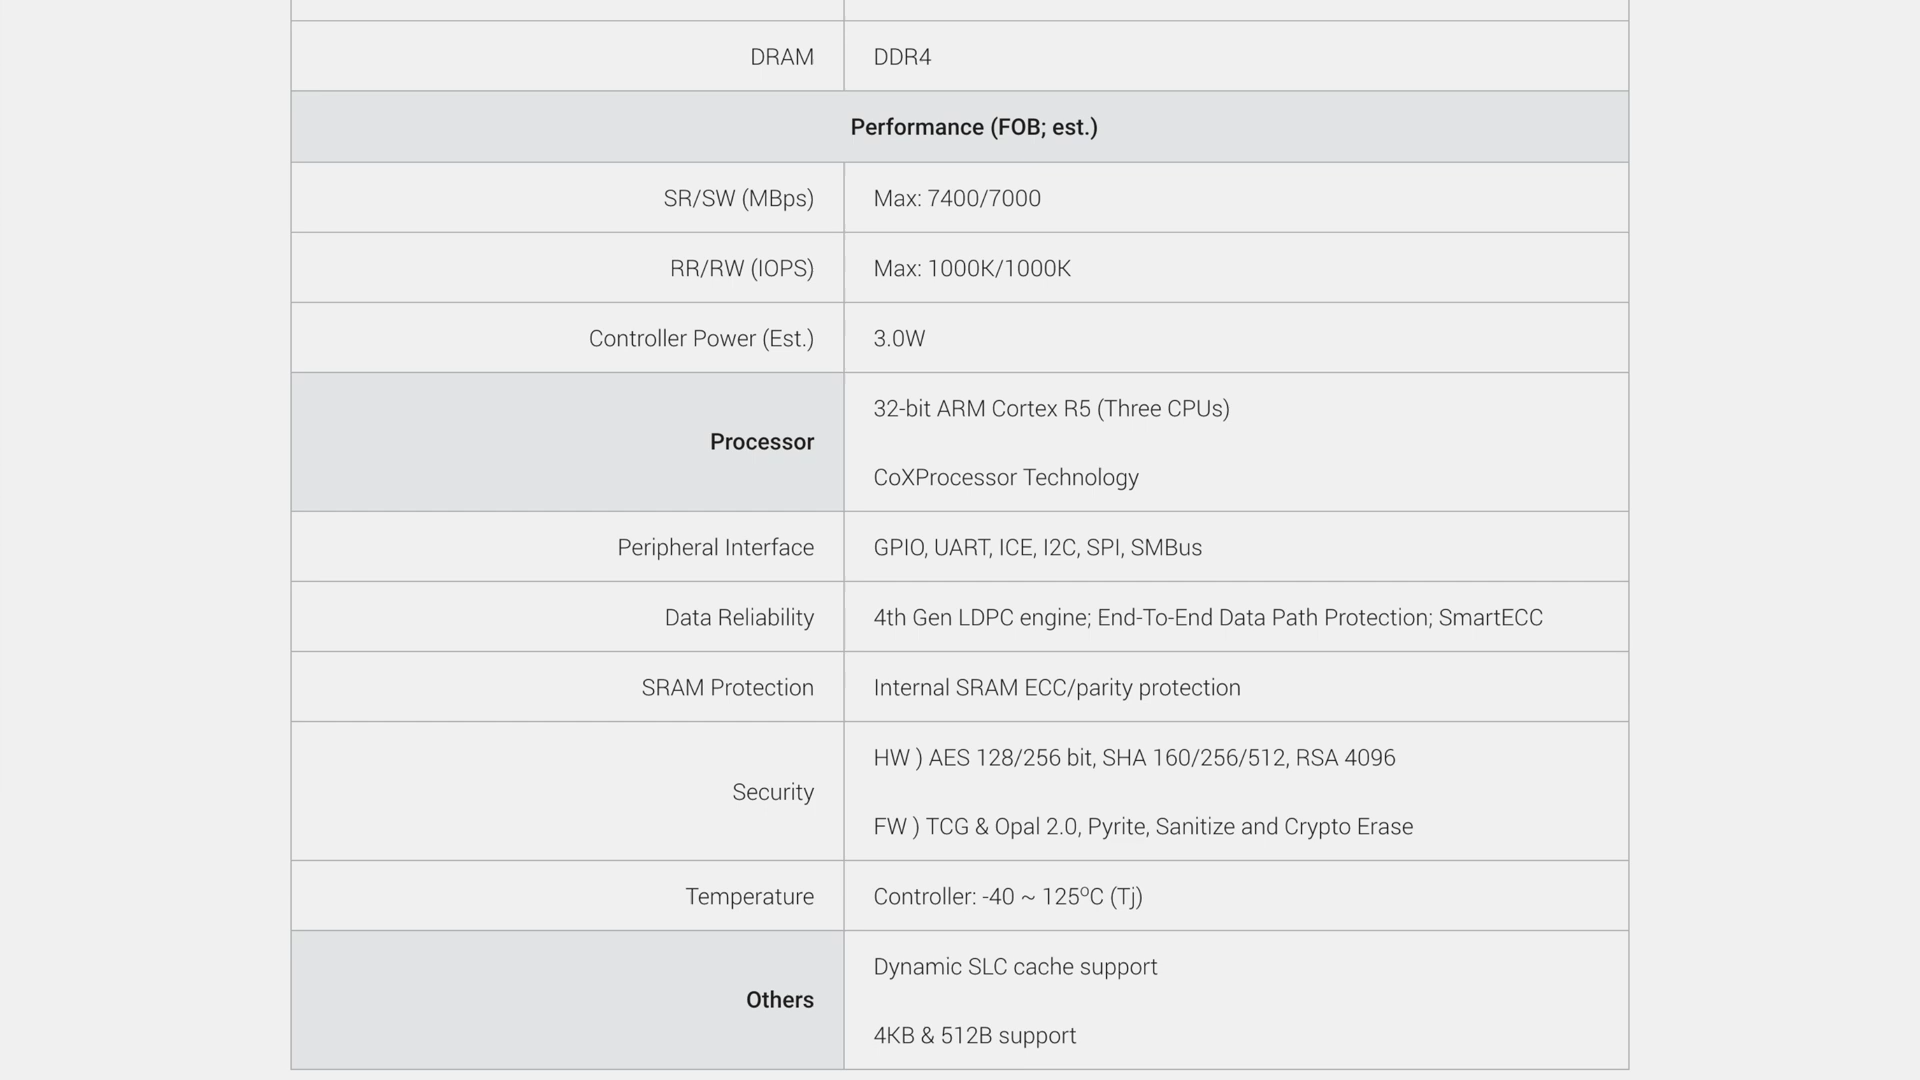 DRAM DDR4
Performance (FOB; est.)
SR/SW (MBps) Max: 7400/7000
RR/RW (IOPS) Max: 1000K/1000K
Controller Power (Est.) 3.0W
Processor
32-bit ARM Cortex R5 (Three CPUs)
CoXProcessor Technology
Peripheral Interface GPIO, UART, ICE, I2C, SPI, SMBus
Data Reliability 4th Gen LDPC engine; End-To-End Data Path Protection; SmartECC
SRAM Protection Internal SRAM ECC/parity protection
Security
HW ) AES 128/256 bit, SHA 160/256/512, RSA 4096
FW ) TCG & Opal 2.0, Pyrite, Sanitize and Crypto Erase
Temperature Controller: -40 ~ 125ºC (Tj)
Others
Dynamic SLC cache support
4KB & 512B support